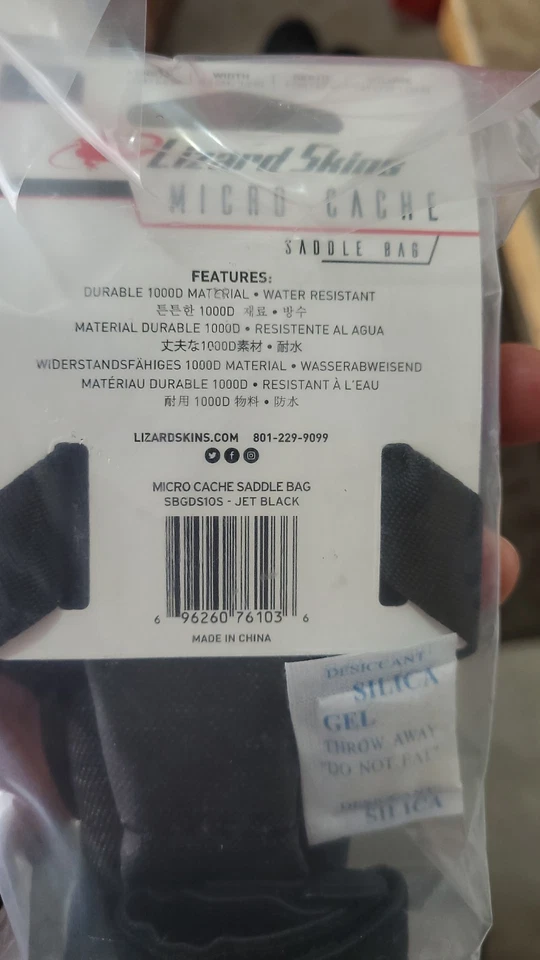 WIDTH
Lizard Skins
MICRO CACHE
SADDLE BAG
FEATURES:
DURABLE 1000D MATERIAL • WATER RESISTANT
튼튼한 1000D 재료 • 방수
MATERIAL DURABLE 1000D • RESISTENTE AL AGUA
丈夫な1000D素材 • 耐水
WIDERSTANDSFÄHIGES 1000D MATERIAL • WASSERABWEISEND
MATÉRIAU DURABLE 1000D • RESISTANT À L'EAU
耐用 1000D 物料 • 防水
LIZARDSKINS.COM 801-229-9099
MICRO CACHE SADDLE BAG
SBGDS10S - JET BLACK
6 96260 76103 6
MADE IN CHINA
DESICCANT
SILICA
GEL
THROW AWAY
"DO NOT EAT"
DESICCANT
SILICA